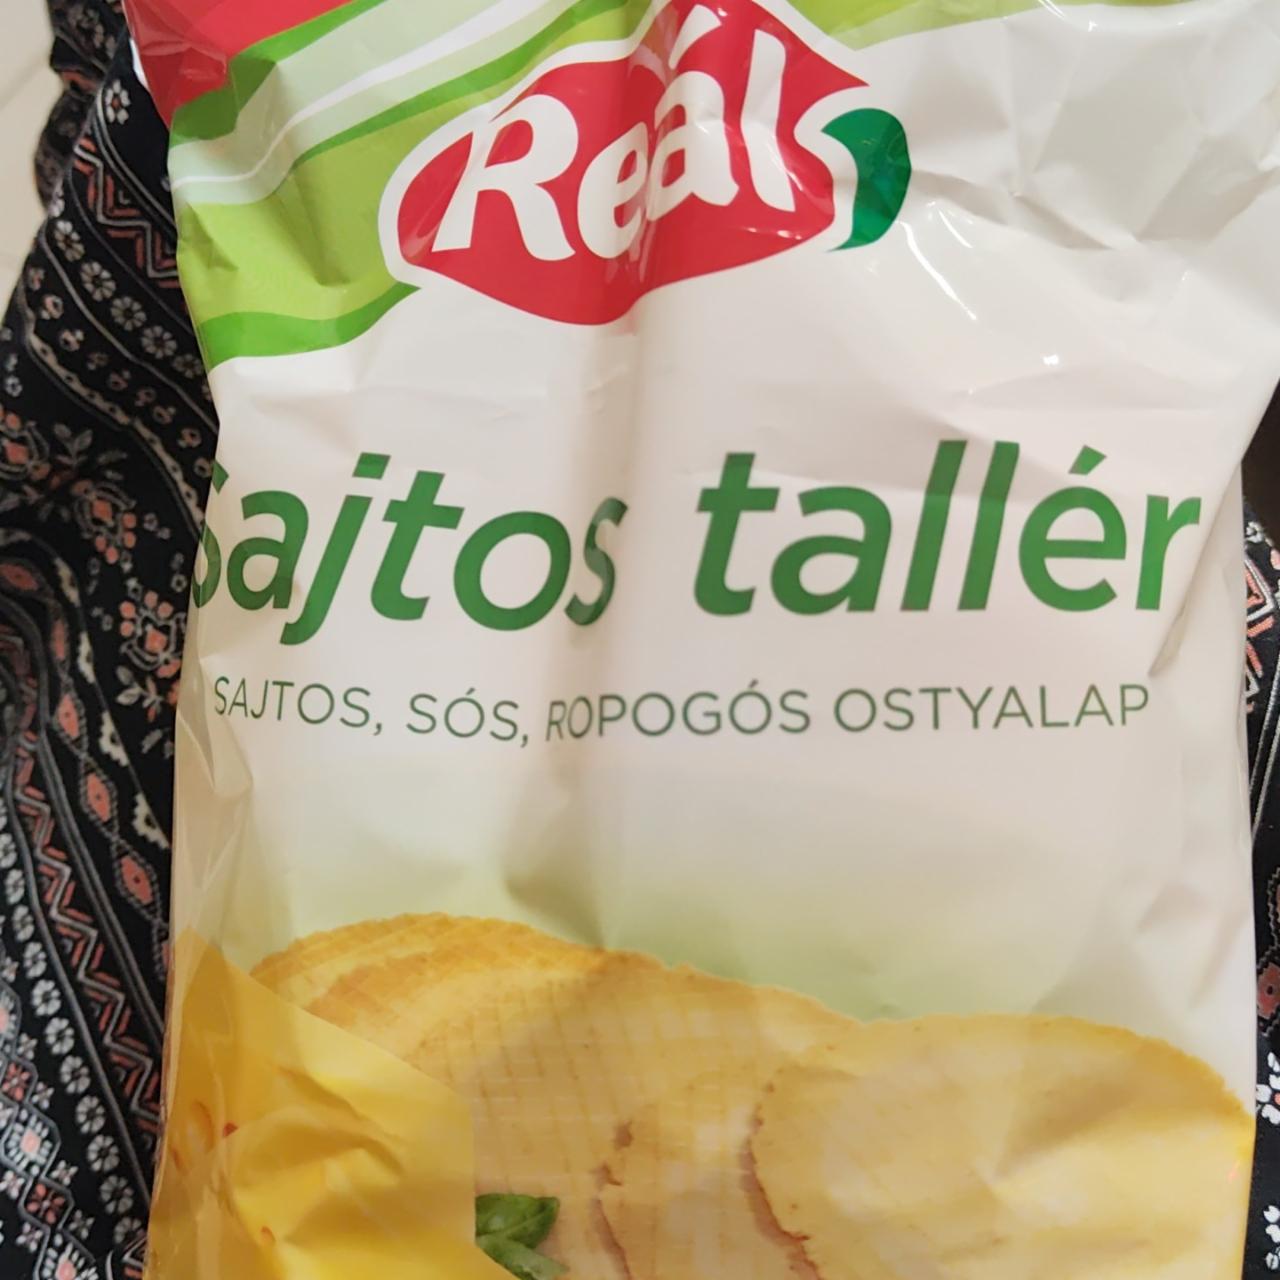 Reál
Sajtos tallér
SAJTOS, SÓS, ROPOGÓS OSTYALAP